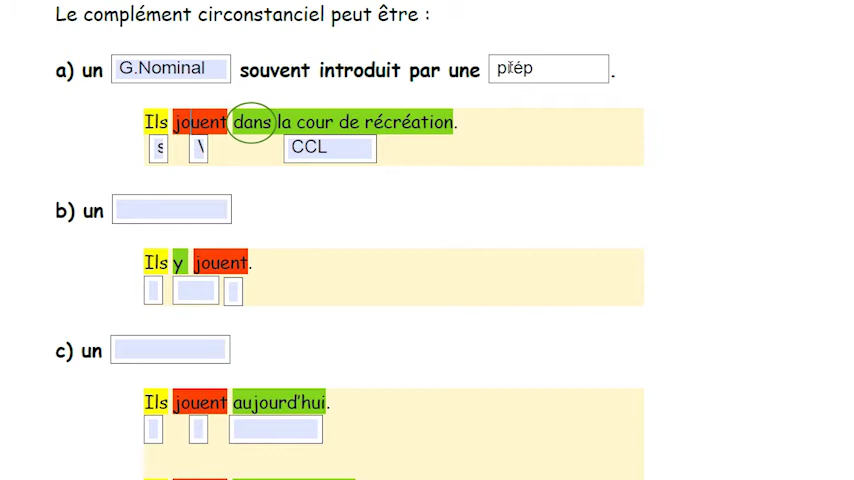 Le complément circonstanciel peut être :
a) un G.Nominal souvent introduit par une prép .
Ils jouent dans la cour de récréation.
s V CCL
b) un
Ils y jouent.
c) un
Ils jouent aujourd'hui.